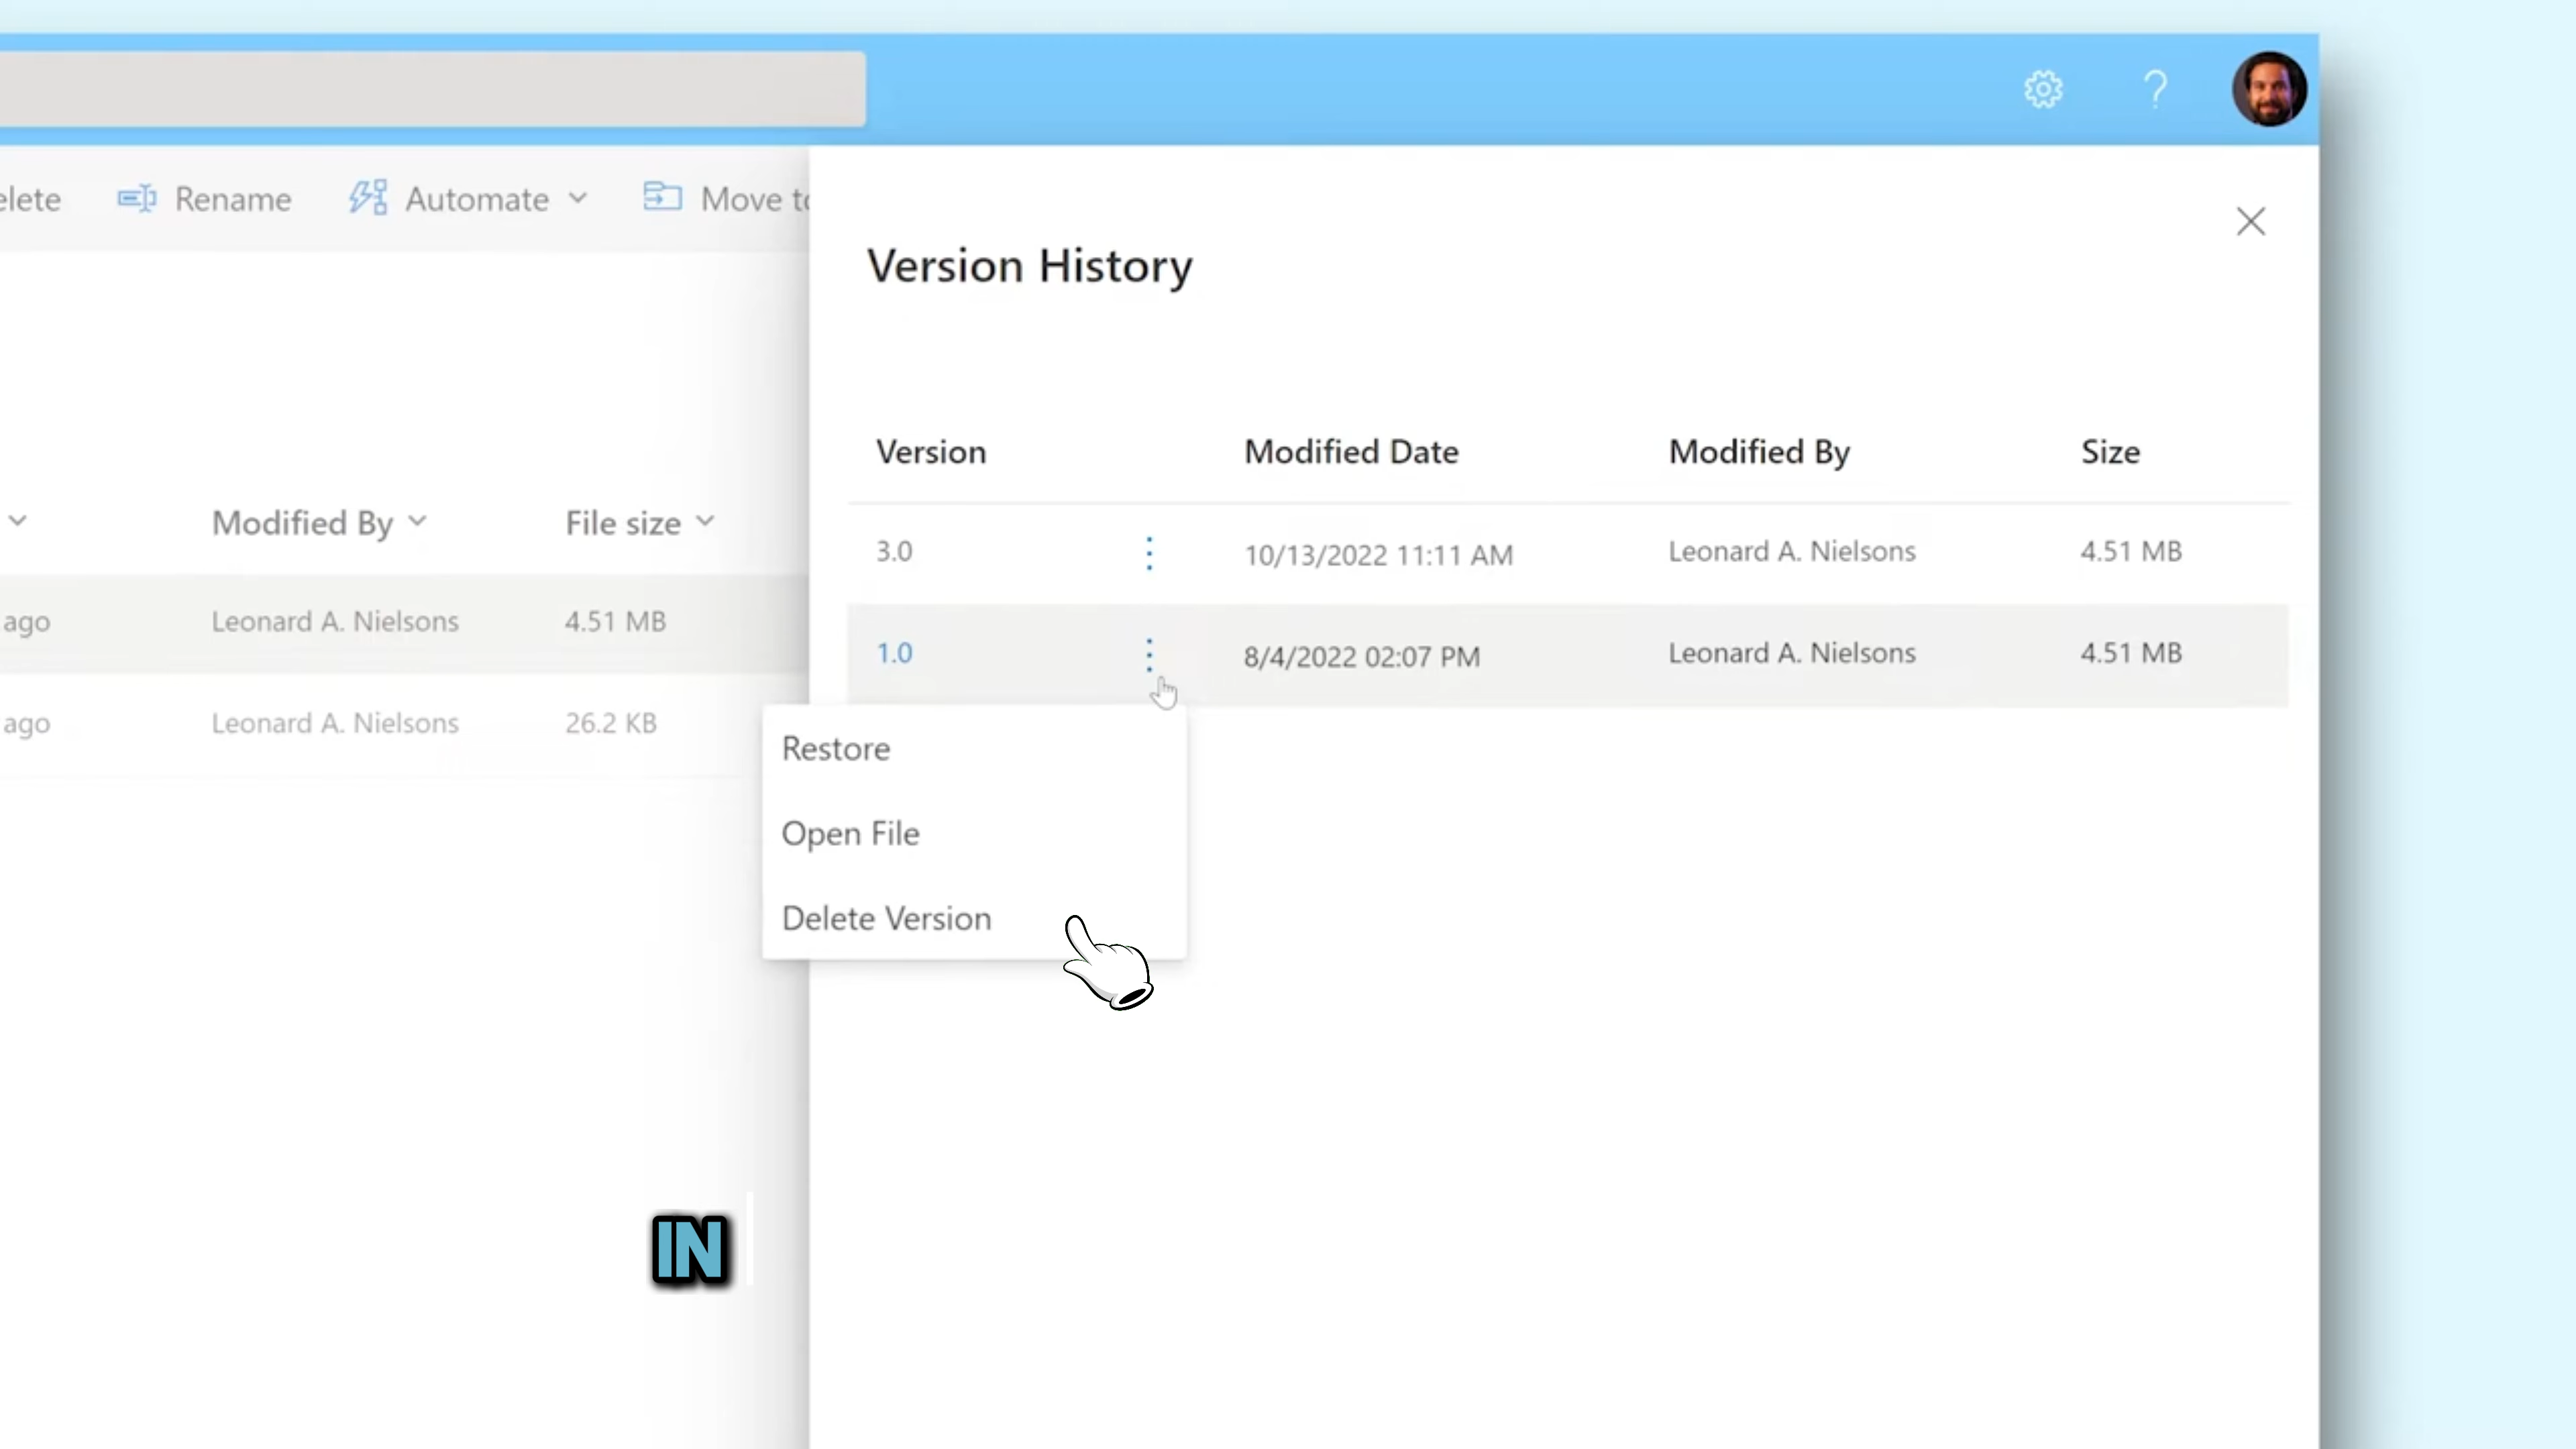 elete Rename Automate Move to
Version History
Version Modified Date Modified By Size
Modified By File size
3.0 10/13/2022 11:11 AM Leonard A. Nielsons 4.51 MB
ago Leonard A. Nielsons 4.51 MB
1.0 8/4/2022 02:07 PM Leonard A. Nielsons 4.51 MB
ago Leonard A. Nielsons 26.2 KB
Restore
Open File
Delete Version
IN